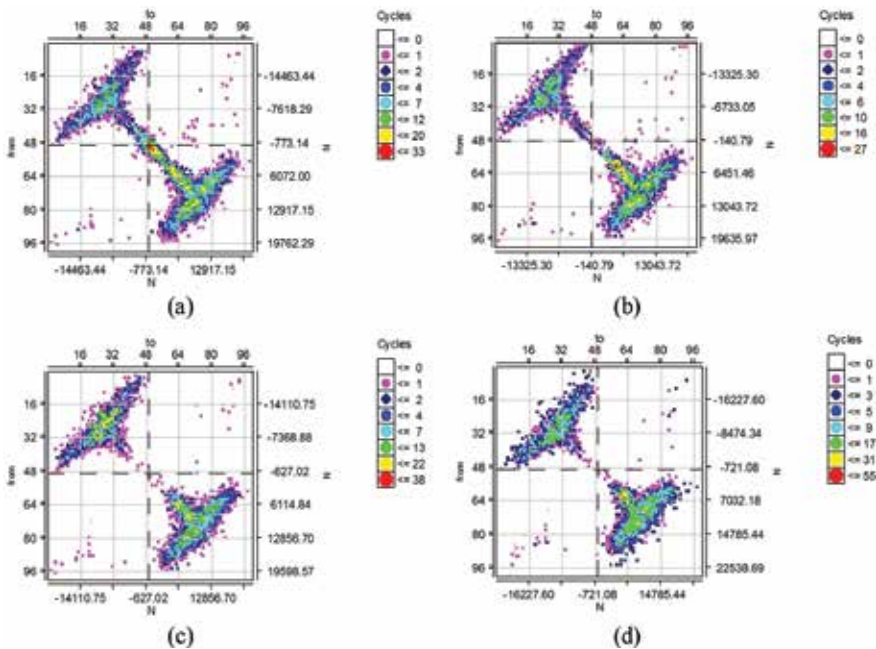 to
16 32 48 64 80 96
Cycles
<= 0
<= 1
<= 2
<= 4
<= 7
<= 12
<= 20
<= 33
from
16
32
48
64
80
96
-14463.44
-7618.29
-773.14
6072.00
12917.15
19762.29
N
-14463.44 -773.14 12917.15
N
(a)
to
16 32 48 64 80 96
Cycles
<= 0
<= 1
<= 2
<= 4
<= 6
<= 10
<= 16
<= 27
from
16
32
48
64
80
96
-13325.30
-6733.05
-140.79
6451.46
13043.72
19635.97
N
-13325.30 -140.79 13043.72
N
(b)
to
16 32 48 64 80 96
Cycles
<= 0
<= 1
<= 2
<= 4
<= 7
<= 13
<= 22
<= 38
from
16
32
48
64
80
96
-14110.75
-7368.88
-627.02
6114.84
12856.70
19598.57
N
-14110.75 -627.02 12856.70
N
(c)
to
16 32 48 64 80 96
Cycles
<= 0
<= 1
<= 3
<= 5
<= 9
<= 17
<= 31
<= 55
from
16
32
48
64
80
96
-16227.60
-8474.34
-721.08
7032.18
14785.44
22538.69
N
-16227.60 -721.08 14785.44
N
(d)